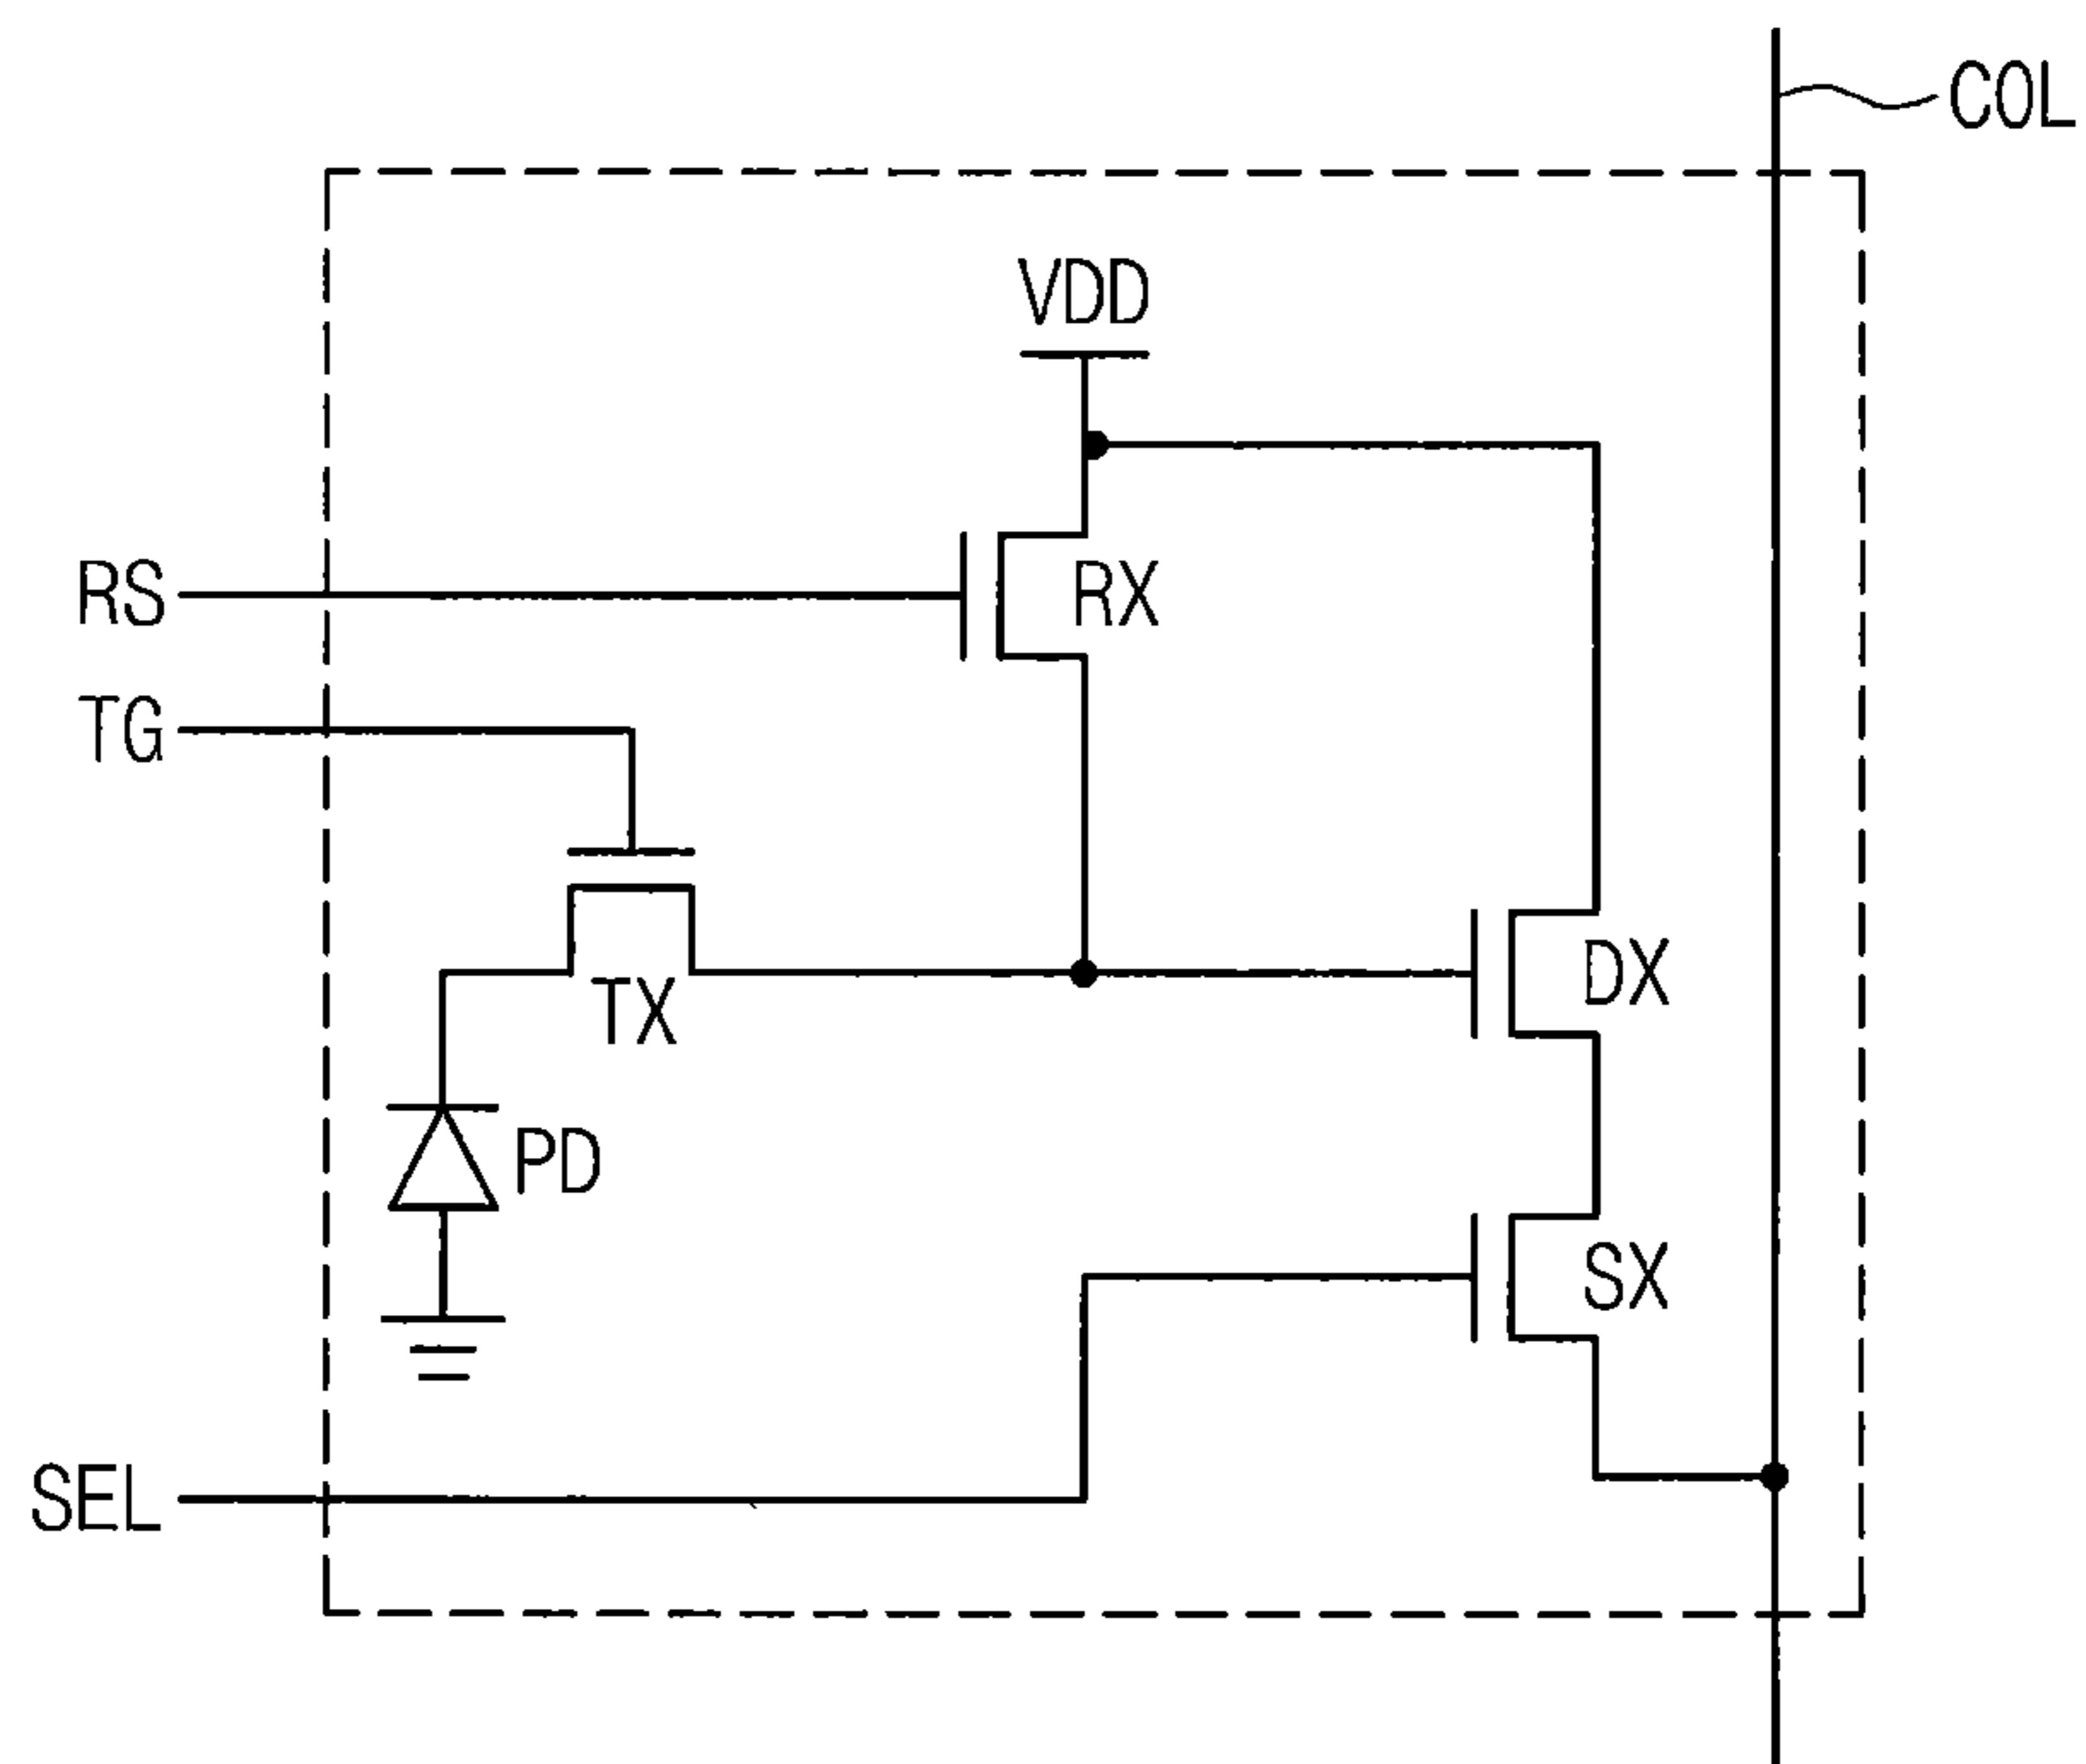 COL
VDD
RS
RX
TG
DX
TX
PD
SX
SEL